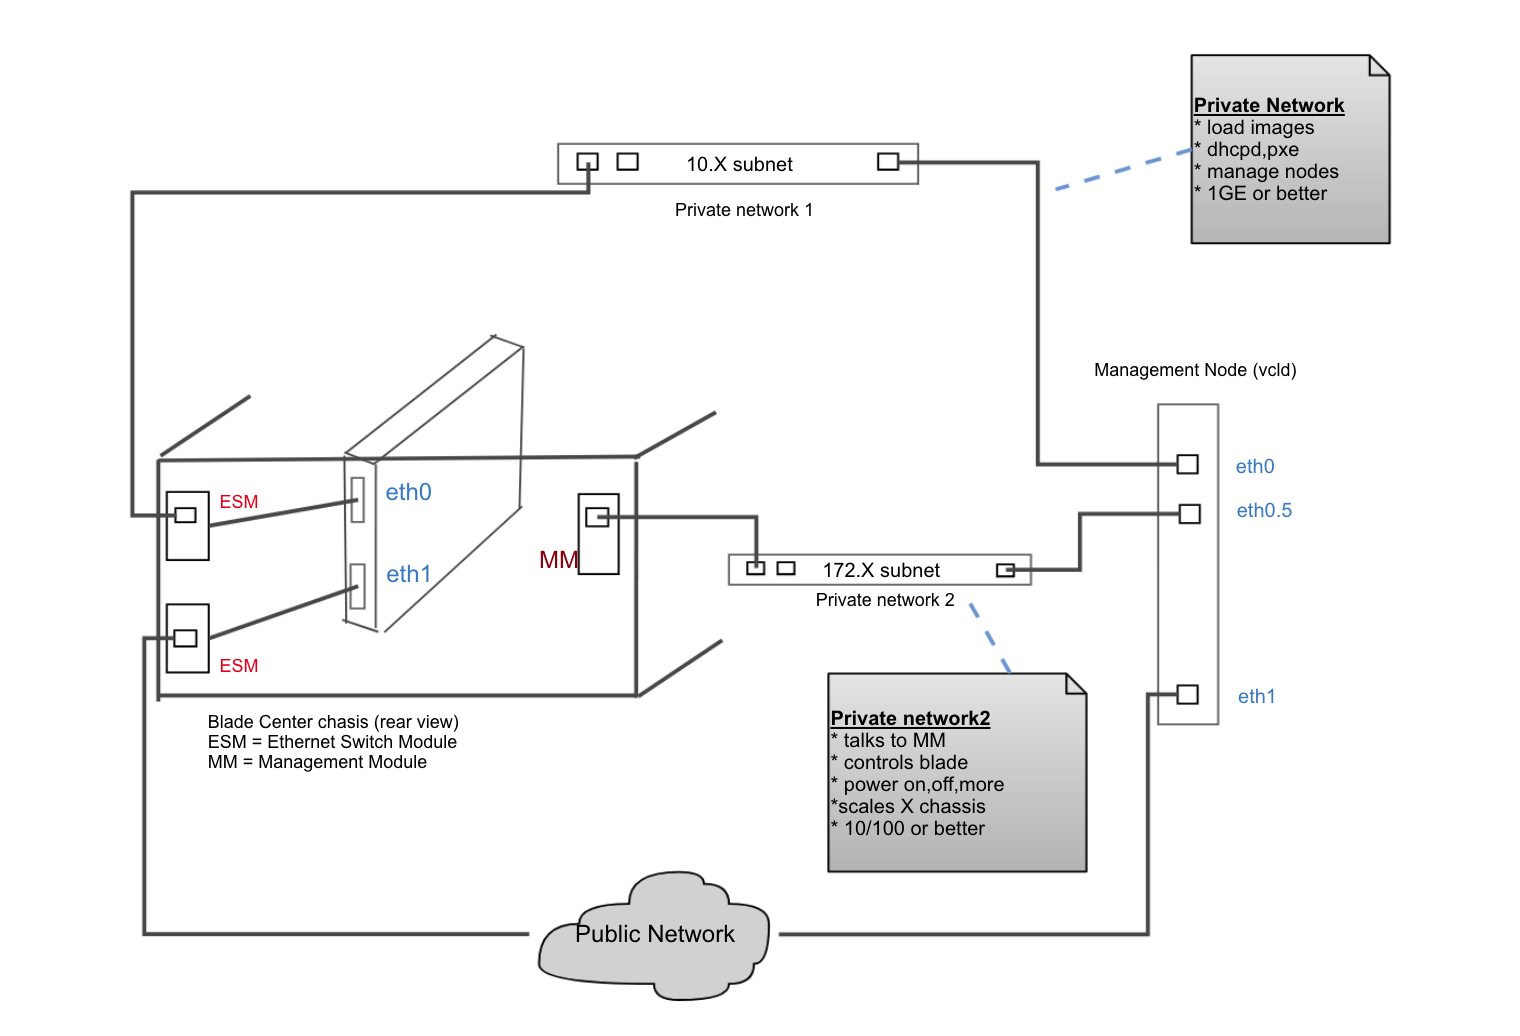 Private Network
* load images
* dhcpd,pxe
* manage nodes
* 1GE or better
10.X subnet
Private network 1
Management Node (vcld)
eth0
eth0.5
eth1
ESM
eth0
MM
eth1
ESM
172.X subnet
Private network 2
Blade Center chasis (rear view)
ESM = Ethernet Switch Module
MM = Management Module
Private network2
* talks to MM
* controls blade
* power on,off,more
*scales X chassis
* 10/100 or better
Public Network